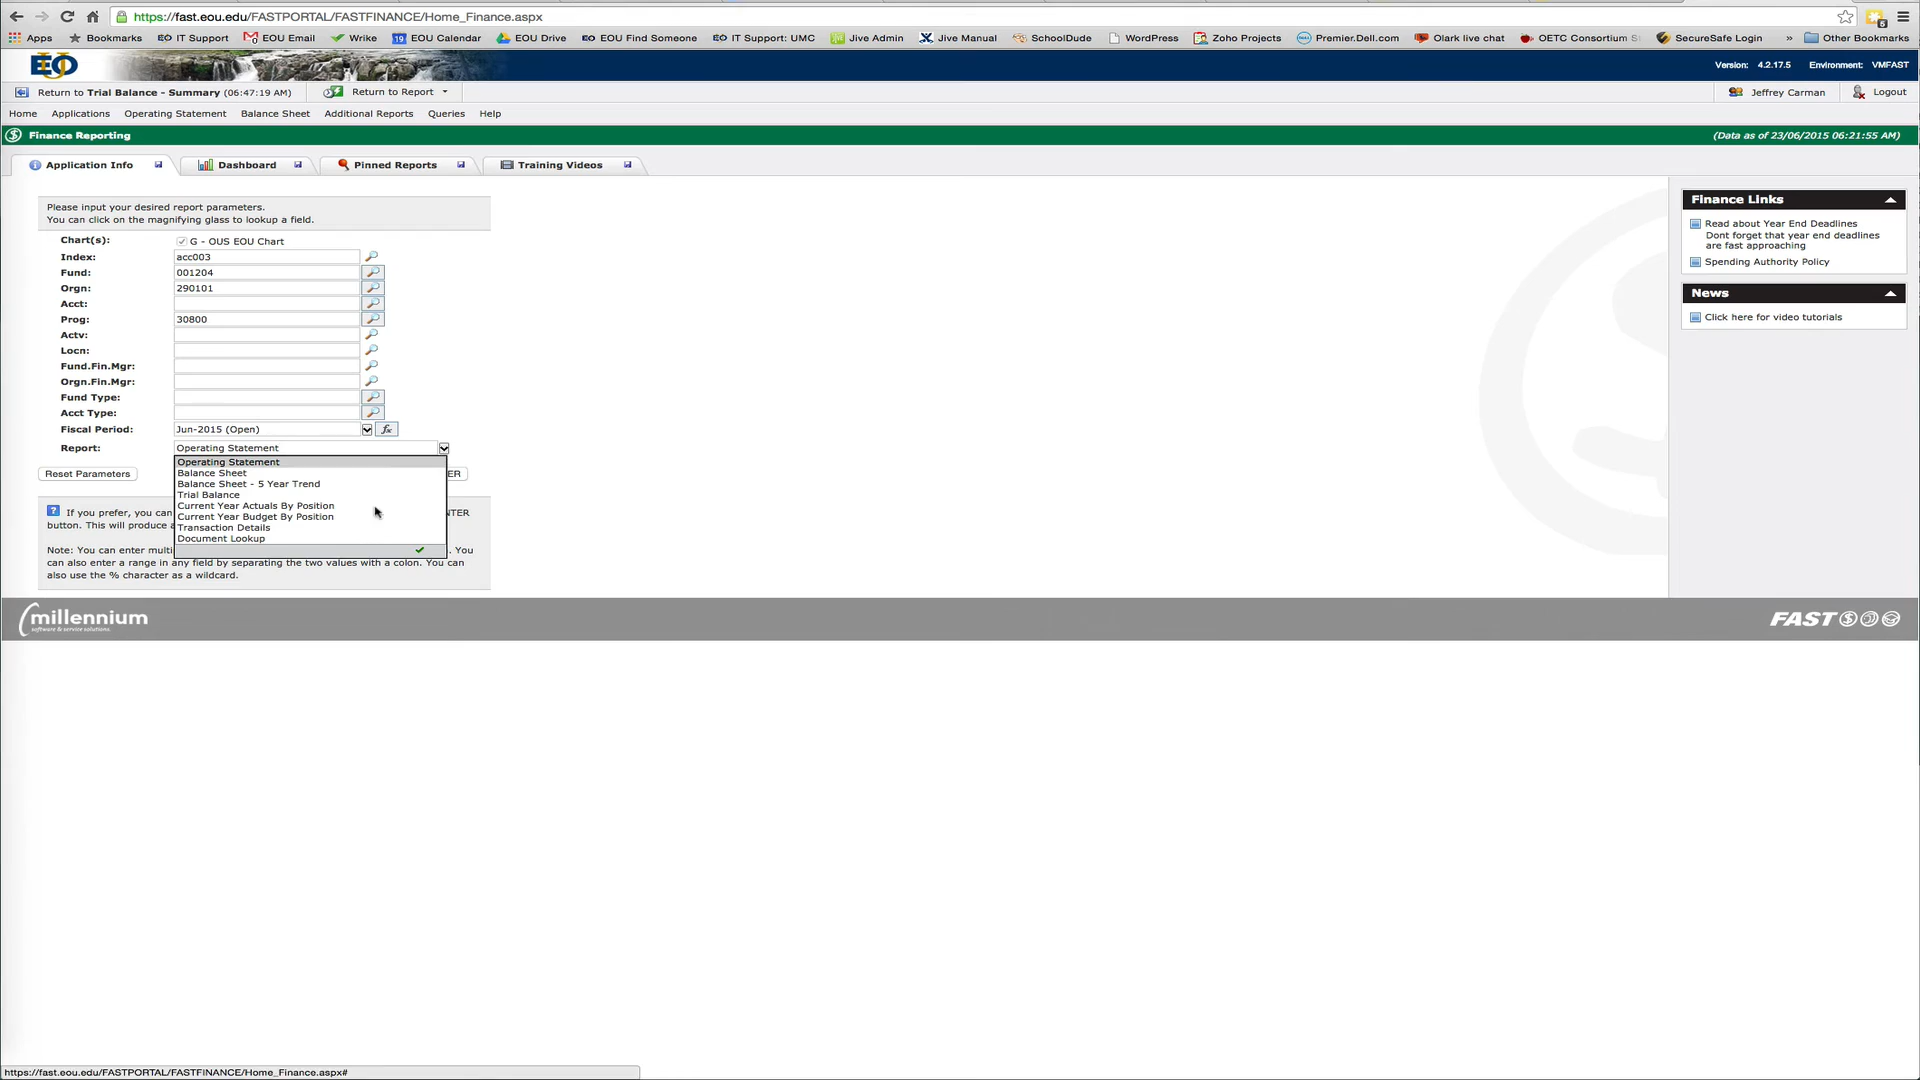 https://fast.eou.edu/FASTPORTAL/FASTFINANCE/Home_Finance.aspx
Apps Bookmarks EO IT Support EOU Email Wrike 19 EOU Calendar EOU Drive EO EOU Find Someone EO IT Support: UMC Jive Admin Jive Manual SchoolDude WordPress Zoho Projects Premier.Dell.com Olark live chat OETC Consortium S SecureSafe Login » Other Bookmarks
EOU Version: 4.2.17.5 Environment: VMFAST
Return to Trial Balance - Summary (06:47:19 AM) Return to Report Jeffrey Carman Logout
Home Applications Operating Statement Balance Sheet Additional Reports Queries Help
Finance Reporting (Data as of 23/06/2015 06:21:55 AM)
Application Info Dashboard Pinned Reports Training Videos
Please input your desired report parameters.
You can click on the magnifying glass to lookup a field.
Chart(s): G - OUS EOU Chart
Index: acc003
Fund: 001204
Orgn: 290101
Acct:
Prog: 30800
Actv:
Locn:
Fund.Fin.Mgr:
Orgn.Fin.Mgr:
Fund Type:
Acct Type:
Fiscal Period: Jun-2015 (Open) fx
Report: Operating Statement
Operating Statement
Balance Sheet
Balance Sheet - 5 Year Trend
Trial Balance
Current Year Actuals By Position
Current Year Budget By Position
Transaction Details
Document Lookup
Reset Parameters ER
? If you prefer, you can NTER
button. This will produce a
Note: You can enter multi . You
can also enter a range in any field by separating the two values with a colon. You can
also use the % character as a wildcard.
Finance Links
Read about Year End Deadlines
Dont forget that year end deadlines
are fast approaching
Spending Authority Policy
News
Click here for video tutorials
millennium
software & service solutions.
FAST
https://fast.eou.edu/FASTPORTAL/FASTFINANCE/Home_Finance.aspx#